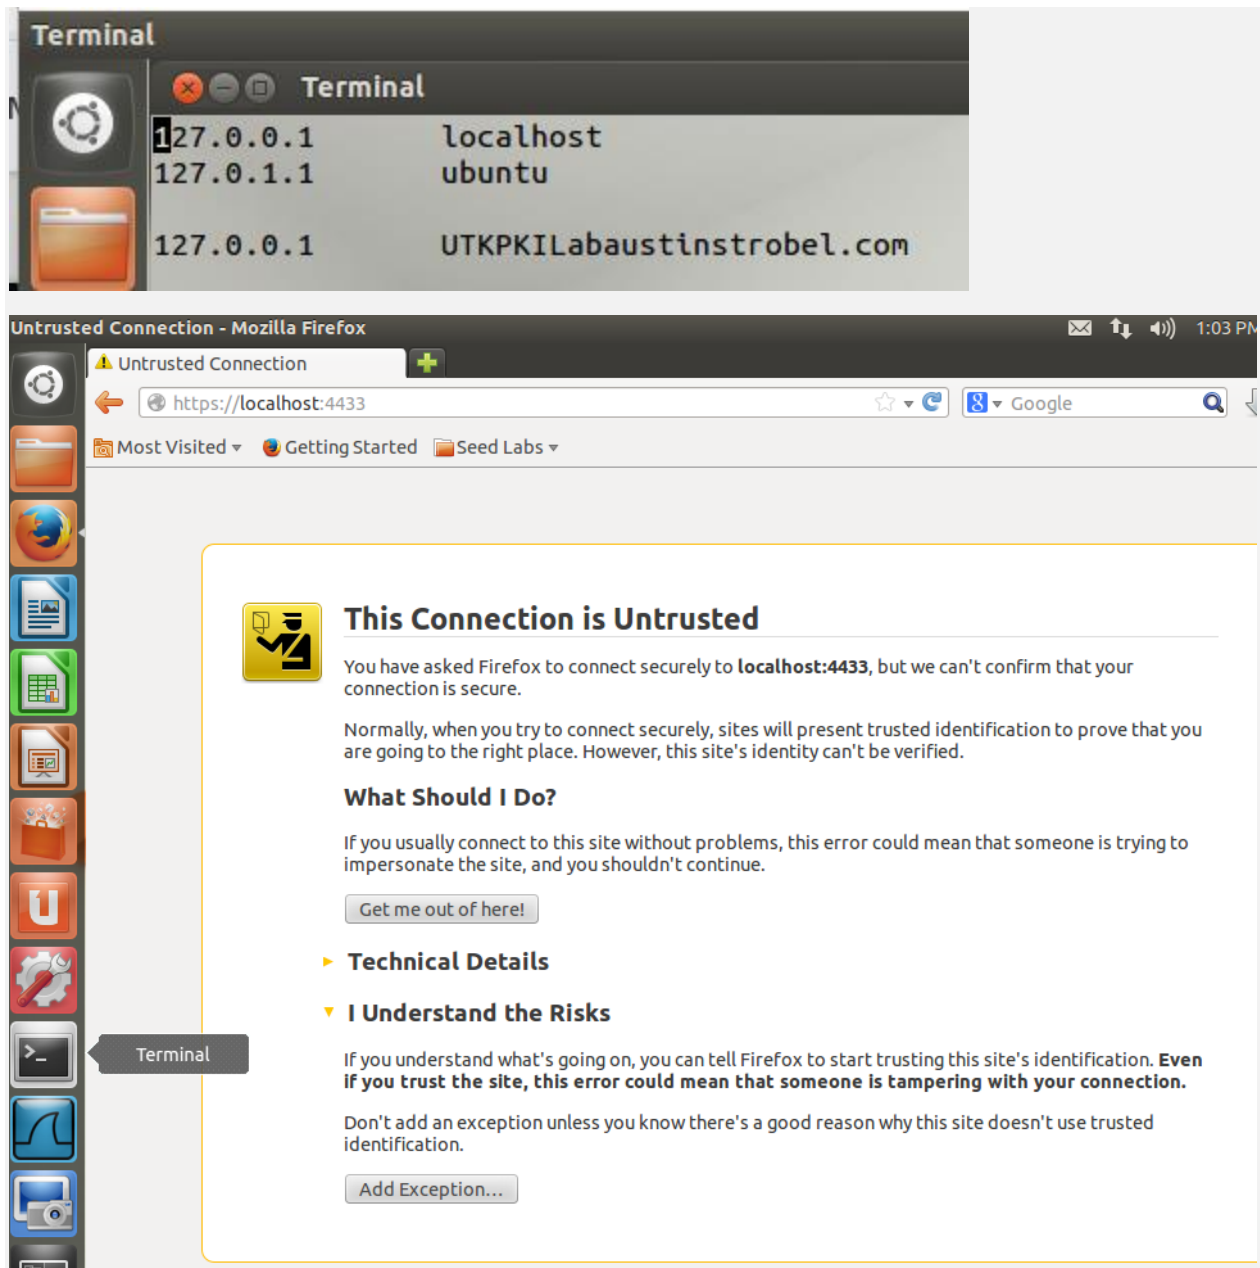 Terminal
Terminal
127.0.0.1 localhost
127.0.1.1 ubuntu
127.0.0.1 UTKPKILabaustinstrobel.com
Untrusted Connection - Mozilla Firefox
1:03 PM
Untrusted Connection
https://localhost:4433
8 Google
Most Visited
Getting Started
Seed Labs
This Connection is Untrusted
You have asked Firefox to connect securely to localhost:4433, but we can't confirm that your
connection is secure.
Normally, when you try to connect securely, sites will present trusted identification to prove that you
are going to the right place. However, this site's identity can't be verified.
What Should I Do?
If you usually connect to this site without problems, this error could mean that someone is trying to
impersonate the site, and you shouldn't continue.
Get me out of here!
Technical Details
I Understand the Risks
Terminal
If you understand what's going on, you can tell Firefox to start trusting this site's identification. Even
if you trust the site, this error could mean that someone is tampering with your connection.
Don't add an exception unless you know there's a good reason why this site doesn't use trusted
identification.
Add Exception...